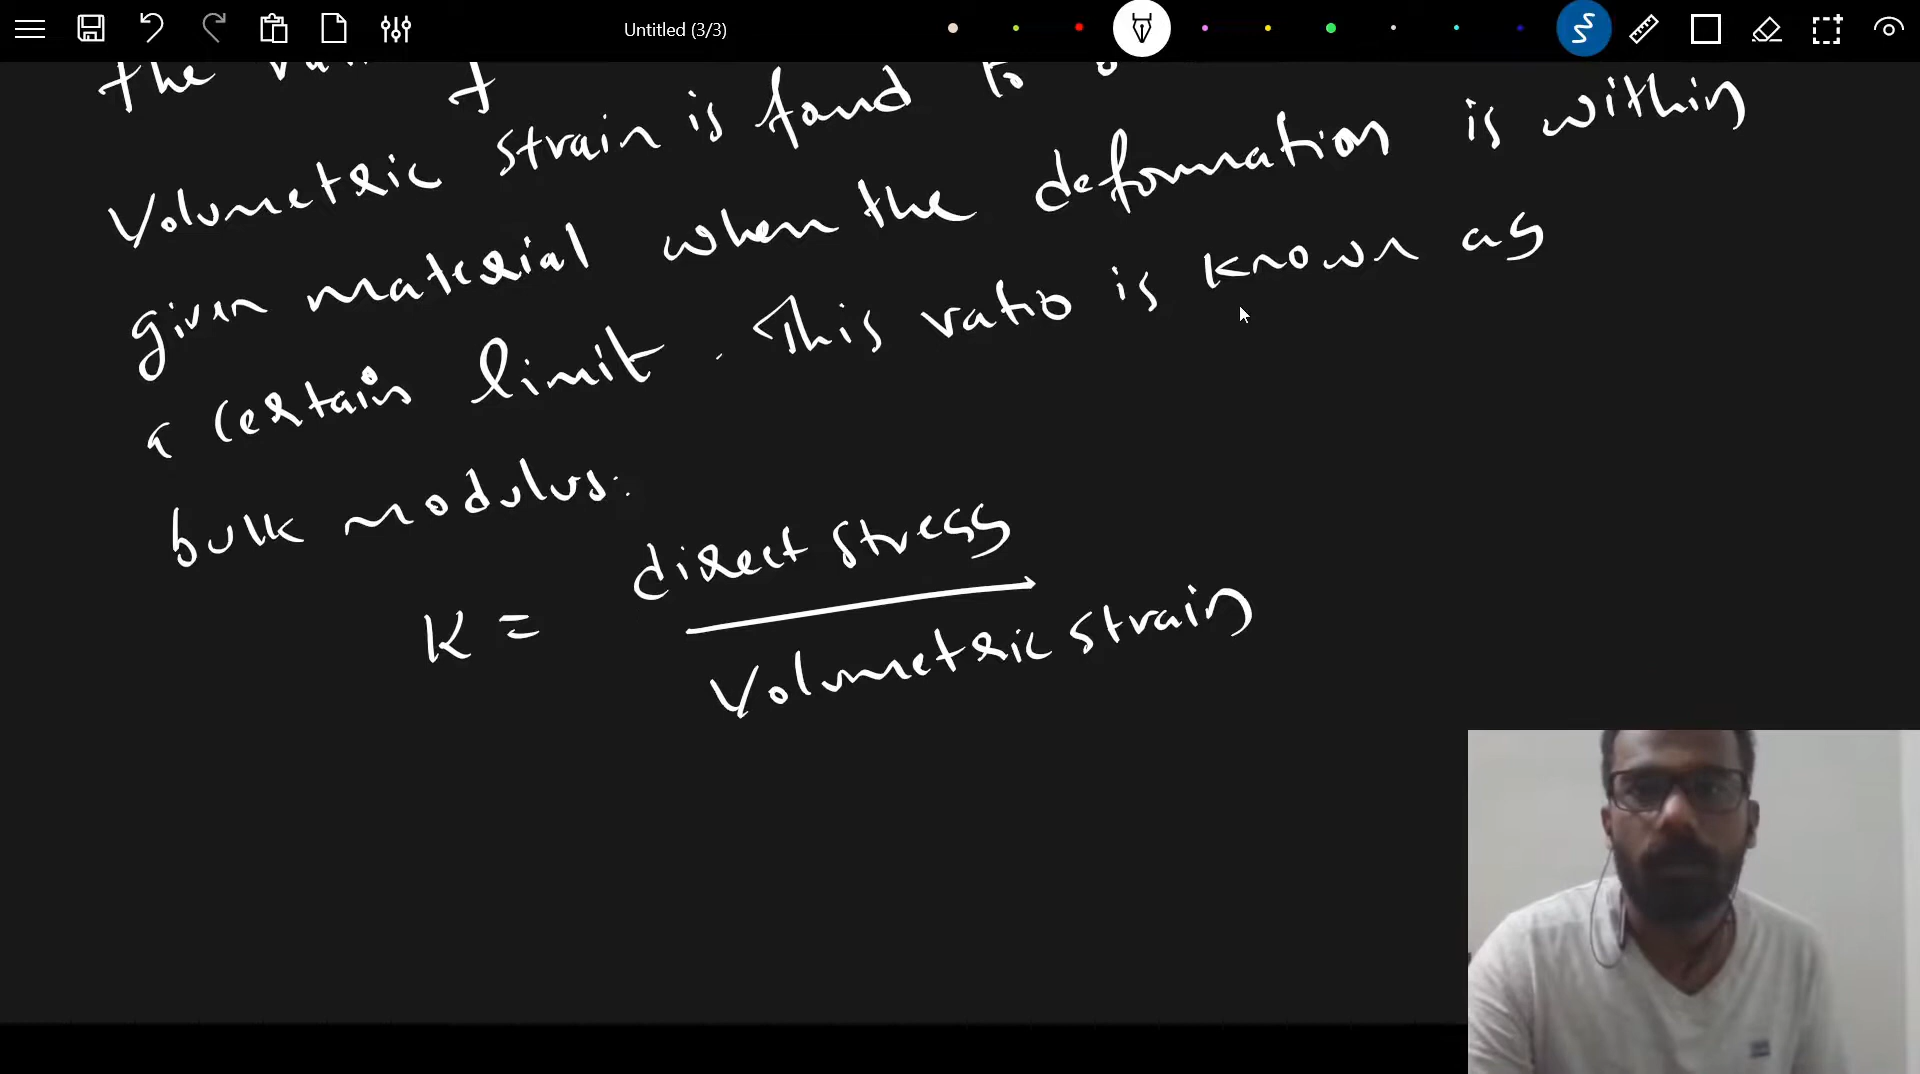 Untitled (3/3)
the
Volumetric strain is found to
given material when the deformation is within
a certain limit. This ratio is known as
bulk modulus.
K = direct stress
Volumetric strain